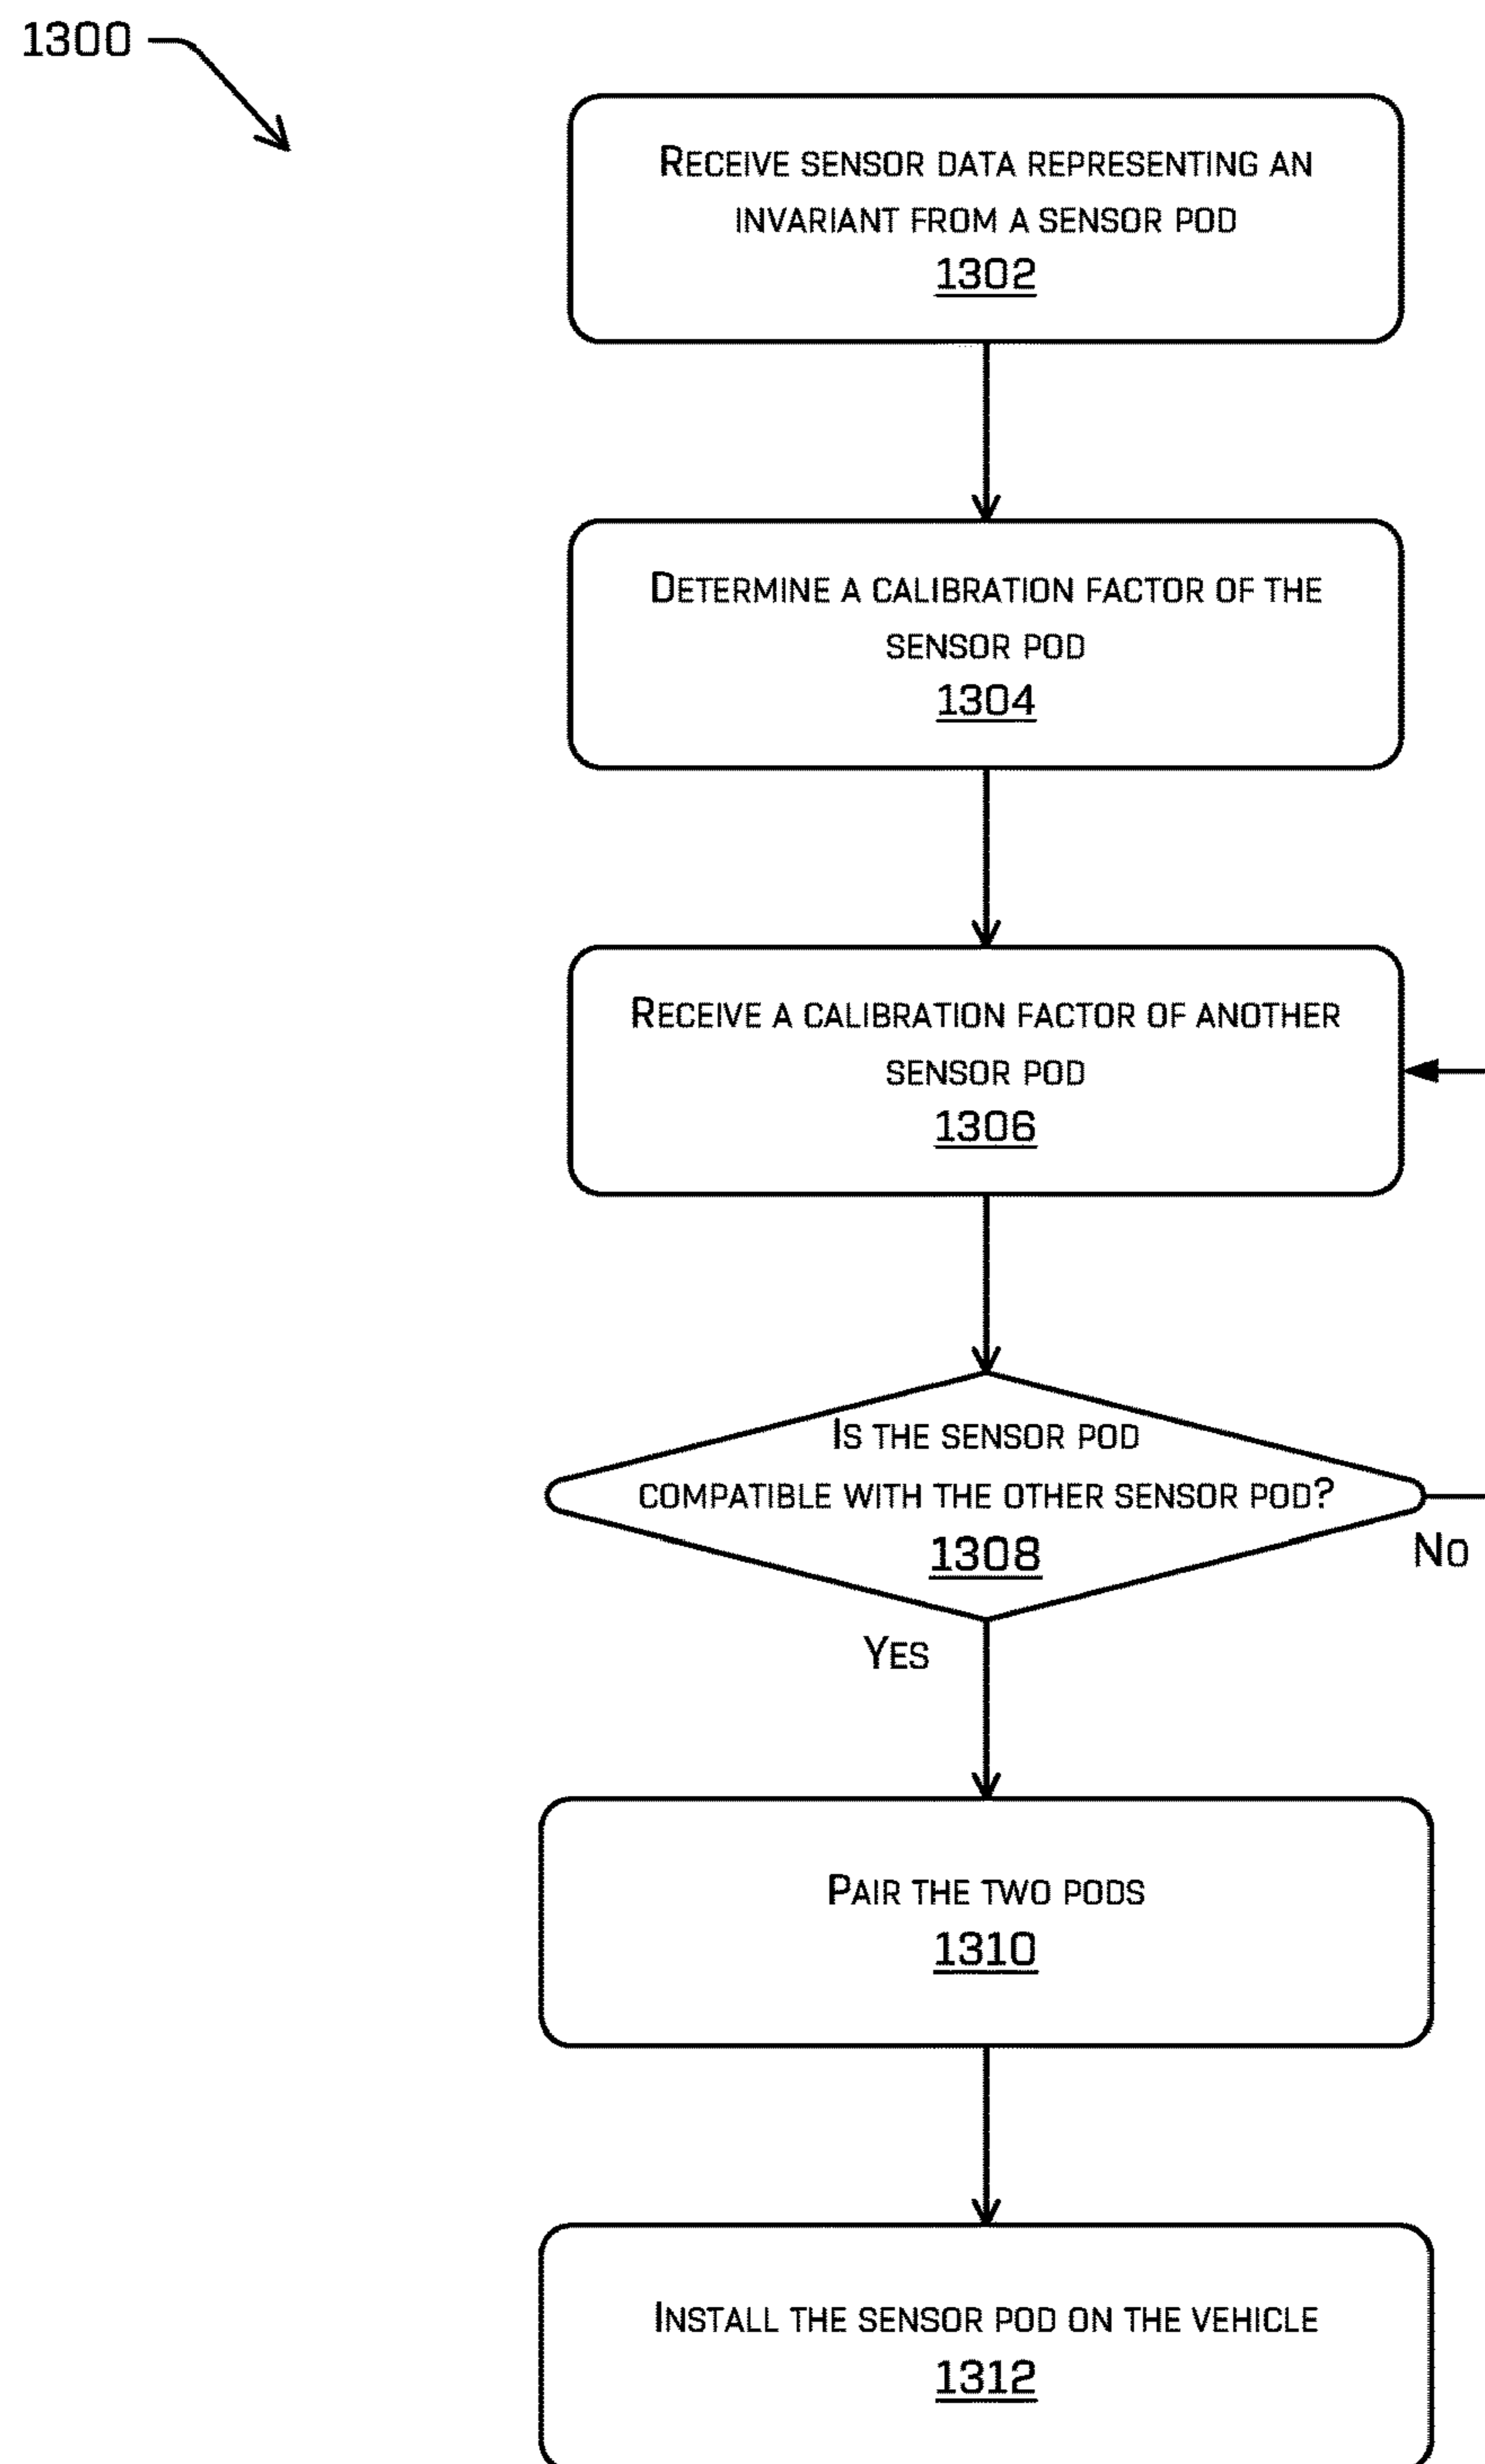 1300
Receive sensor data representing an
invariant from a sensor pod
1302
Determine a calibration factor of the
sensor pod
1304
Receive a calibration factor of another
sensor pod
1306
Is the sensor pod
compatible with the other sensor pod?
1308
No
Yes
Pair the two pods
1310
Install the sensor pod on the vehicle
1312